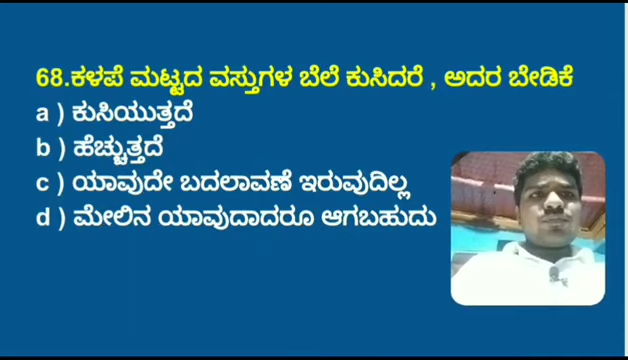 68.ಕಳಪೆ ಮಟ್ಟದ ವಸ್ತುಗಳ ಬೆಲೆ ಕುಸಿದರೆ , ಅದರ ಬೇಡಿಕೆ
a ) ಕುಸಿಯುತ್ತದೆ
b ) ಹೆಚ್ಚುತ್ತದೆ
c ) ಯಾವುದೇ ಬದಲಾವಣೆ ಇರುವುದಿಲ್ಲ
d ) ಮೇಲಿನ ಯಾವುದಾದರೂ ಆಗಬಹುದು